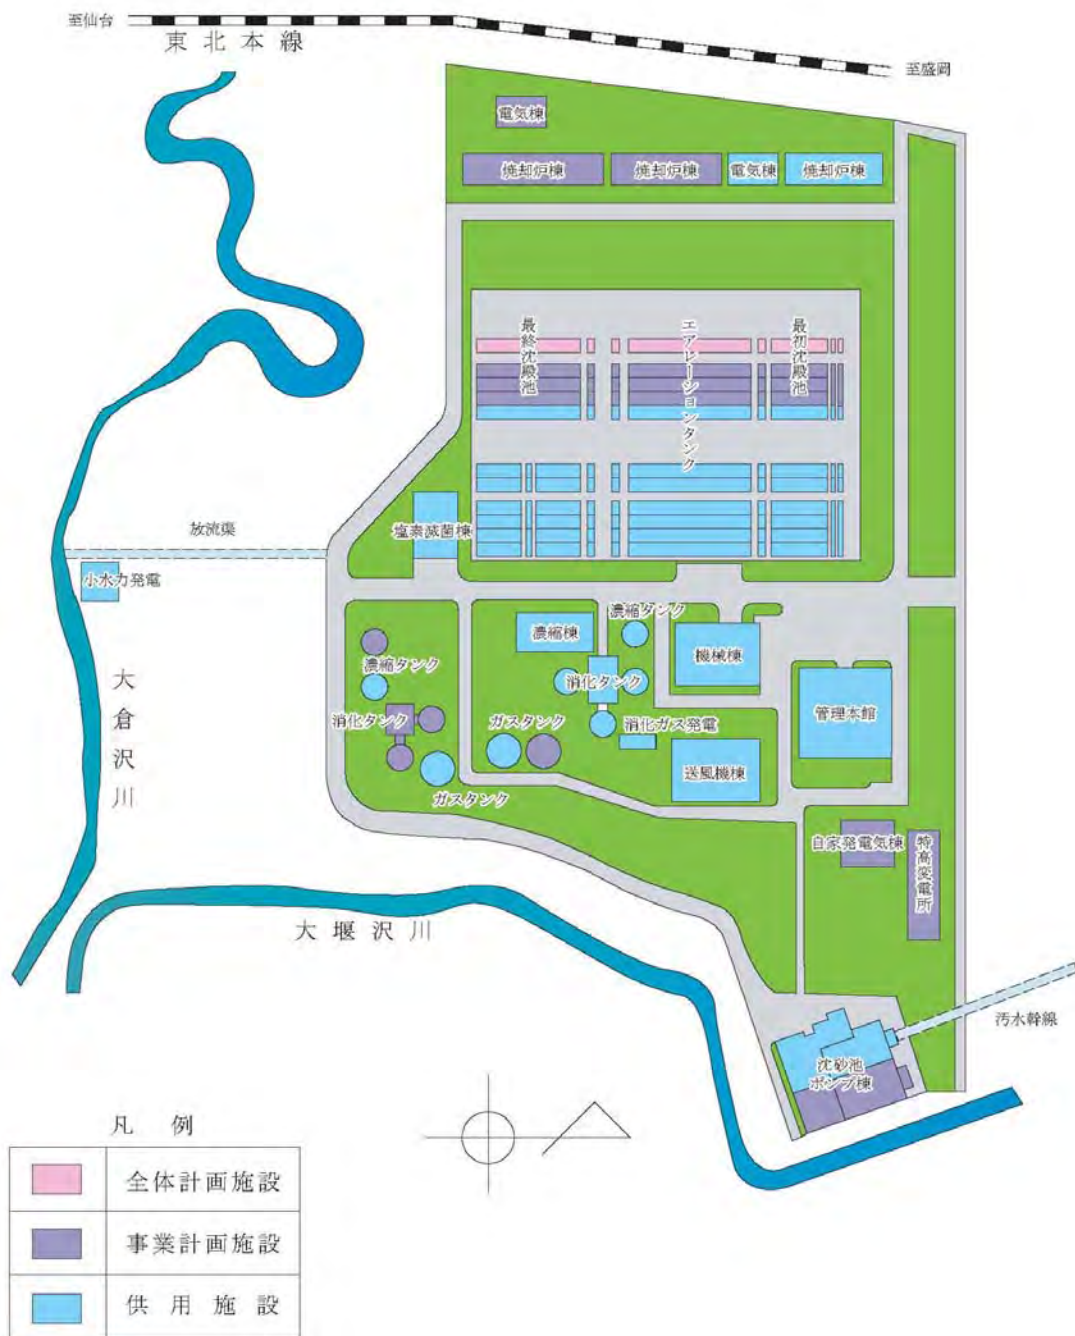 至仙台
東北本線
至盛岡
電気棟
焼却炉棟
焼却炉棟
電気棟
焼却炉棟
最終沈殿池
エアレーションタンク
最初沈殿池
塩素滅菌棟
放流渠
小水力発電
大倉沢川
濃縮棟
濃縮タンク
機械棟
濃縮タンク
消化タンク
消化タンク
ガスタンク
消化ガス発電
管理本館
送風機棟
ガスタンク
自家発電気棟
特高変電所
大堰沢川
汚水幹線
沈砂池
ポンプ棟
凡例
全体計画施設
事業計画施設
供用施設